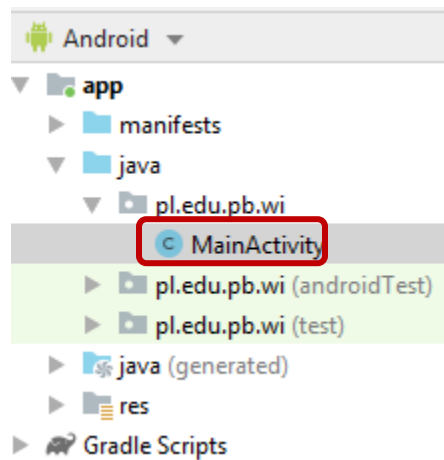 Android
app
manifests
java
pl.edu.pb.wi
C MainActivity
pl.edu.pb.wi (androidTest)
pl.edu.pb.wi (test)
java (generated)
res
Gradle Scripts